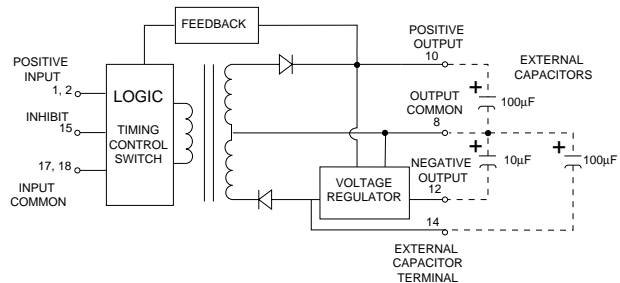 FEEDBACK
POSITIVE
OUTPUT
10
EXTERNAL
CAPACITORS
POSITIVE
INPUT
1, 2
LOGIC
+
100µF
INHIBIT
15
TIMING
CONTROL
SWITCH
OUTPUT
COMMON
8
+
10µF
+
100µF
17, 18
INPUT
COMMON
VOLTAGE
REGULATOR
NEGATIVE
OUTPUT
12
14
EXTERNAL
CAPACITOR
TERMINAL